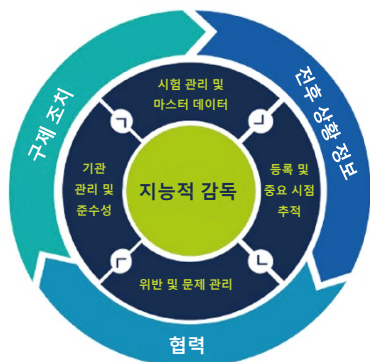 구제 조치
전후 상황 정보
시험 관리 및
마스터 데이터
기관
관리 및
준수성
지능적 감독
등록 및
중요 시점
추적
위반 및 문제 관리
협력